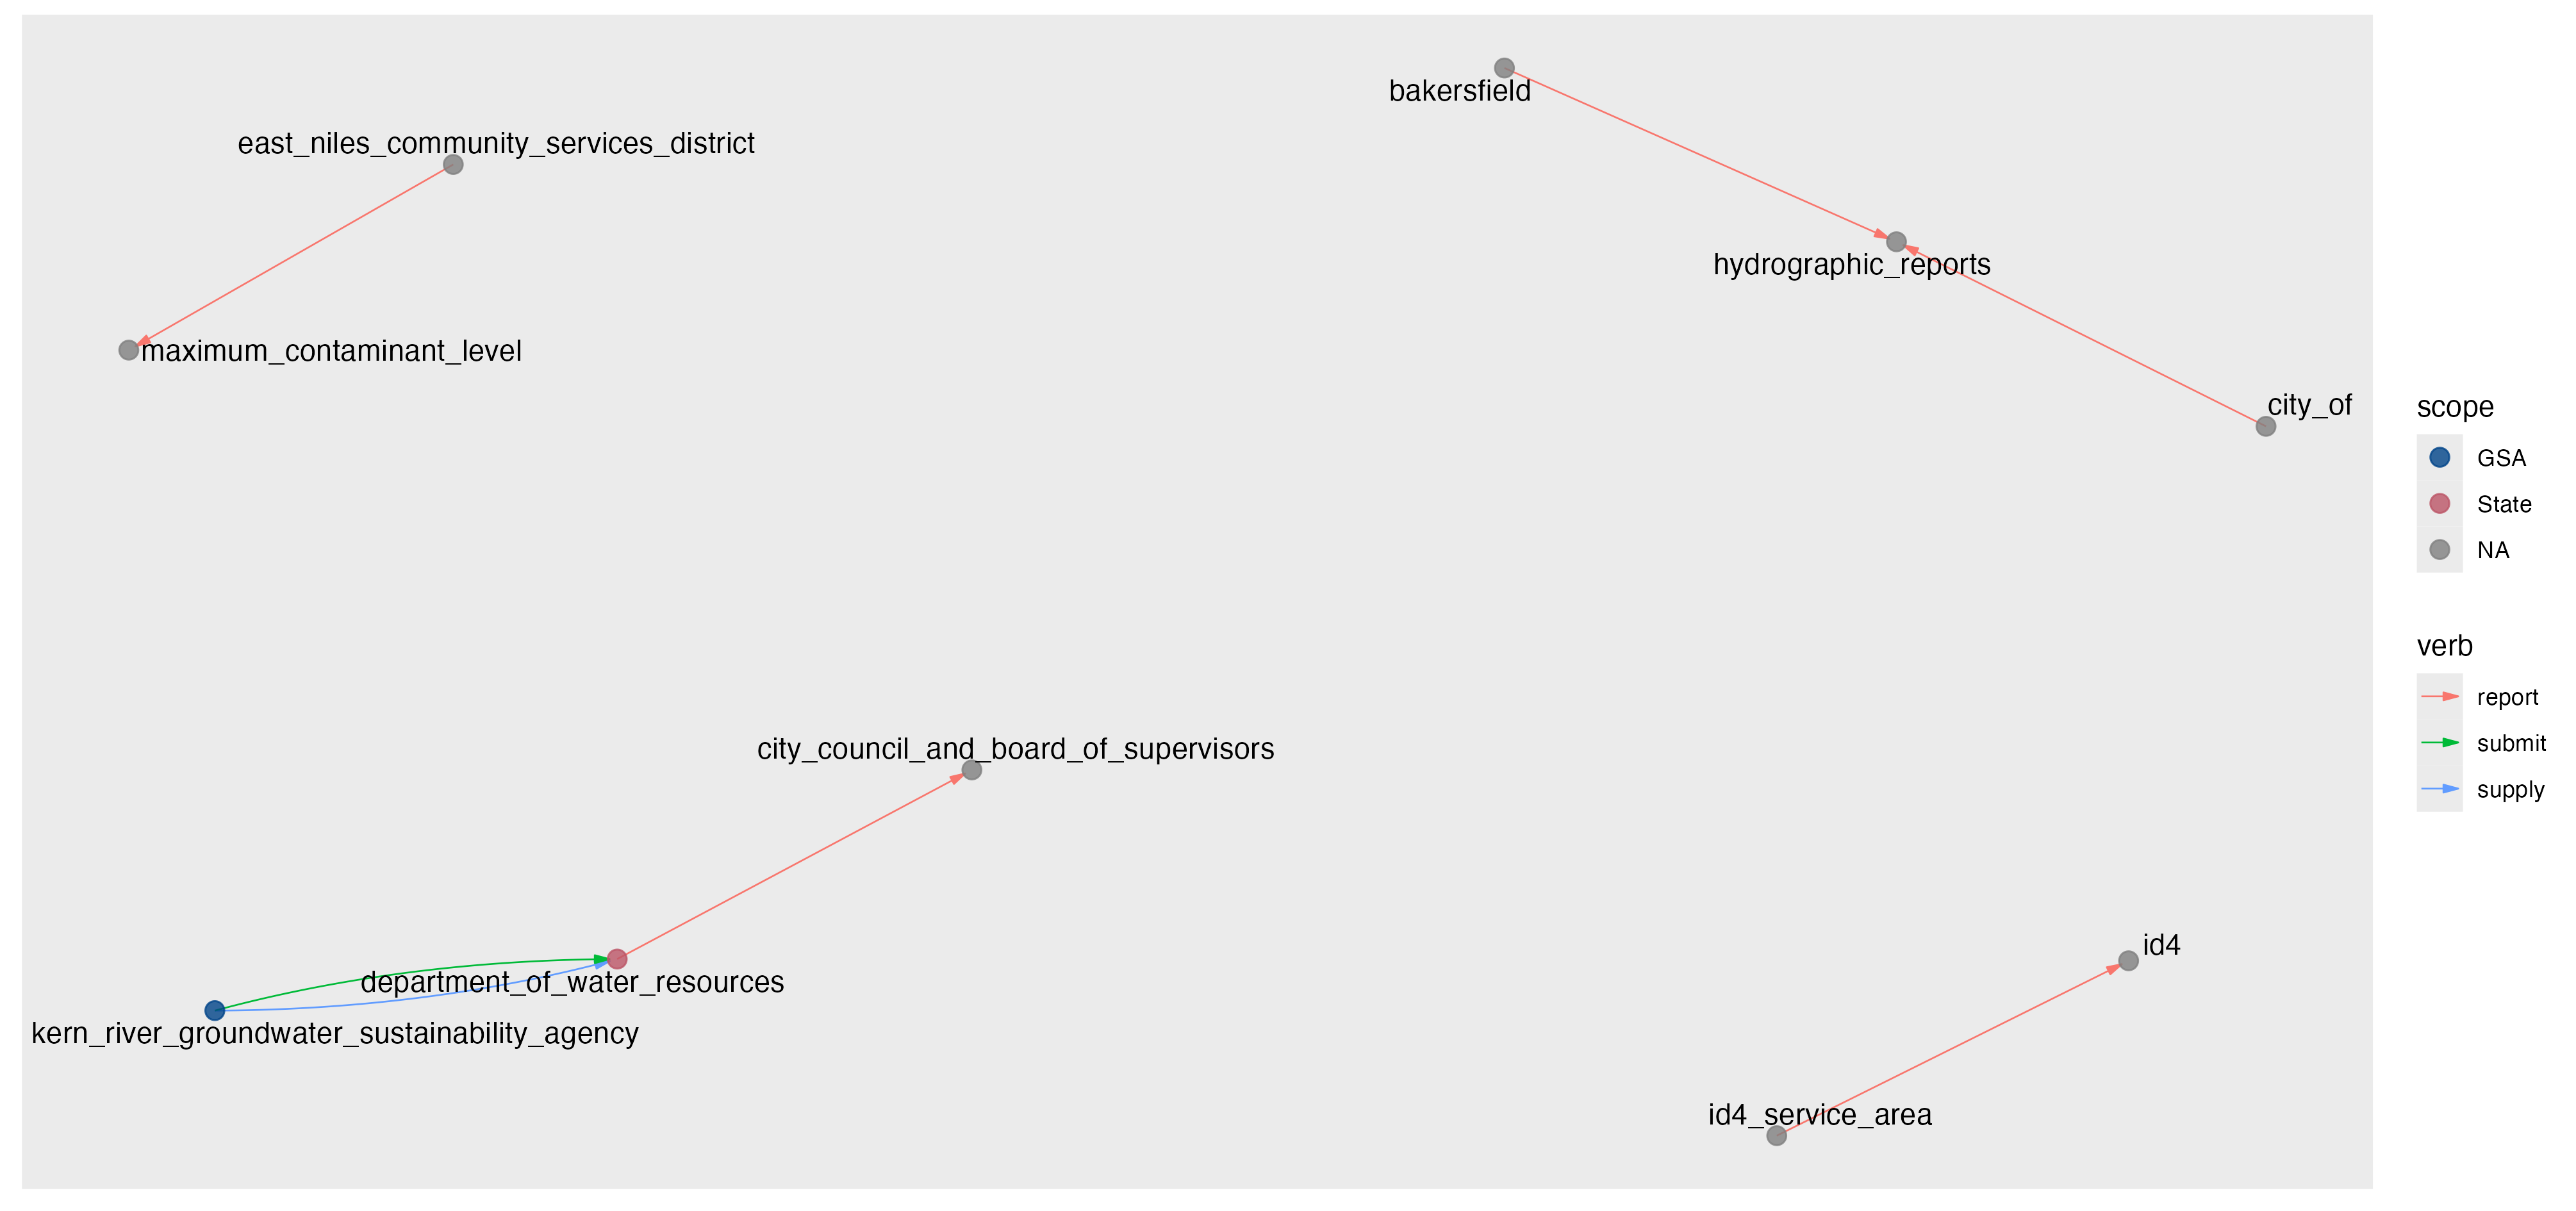 bakersfield
east_niles_community_services_district
hydrographic_reports
maximum_contaminant_level
city_of
city_council_and_board_of_supervisors
id4
department_of_water_resources
kern_river_groundwater_sustainability_agency
id4_service_area
scope
GSA
State
NA
verb
report
submit
supply